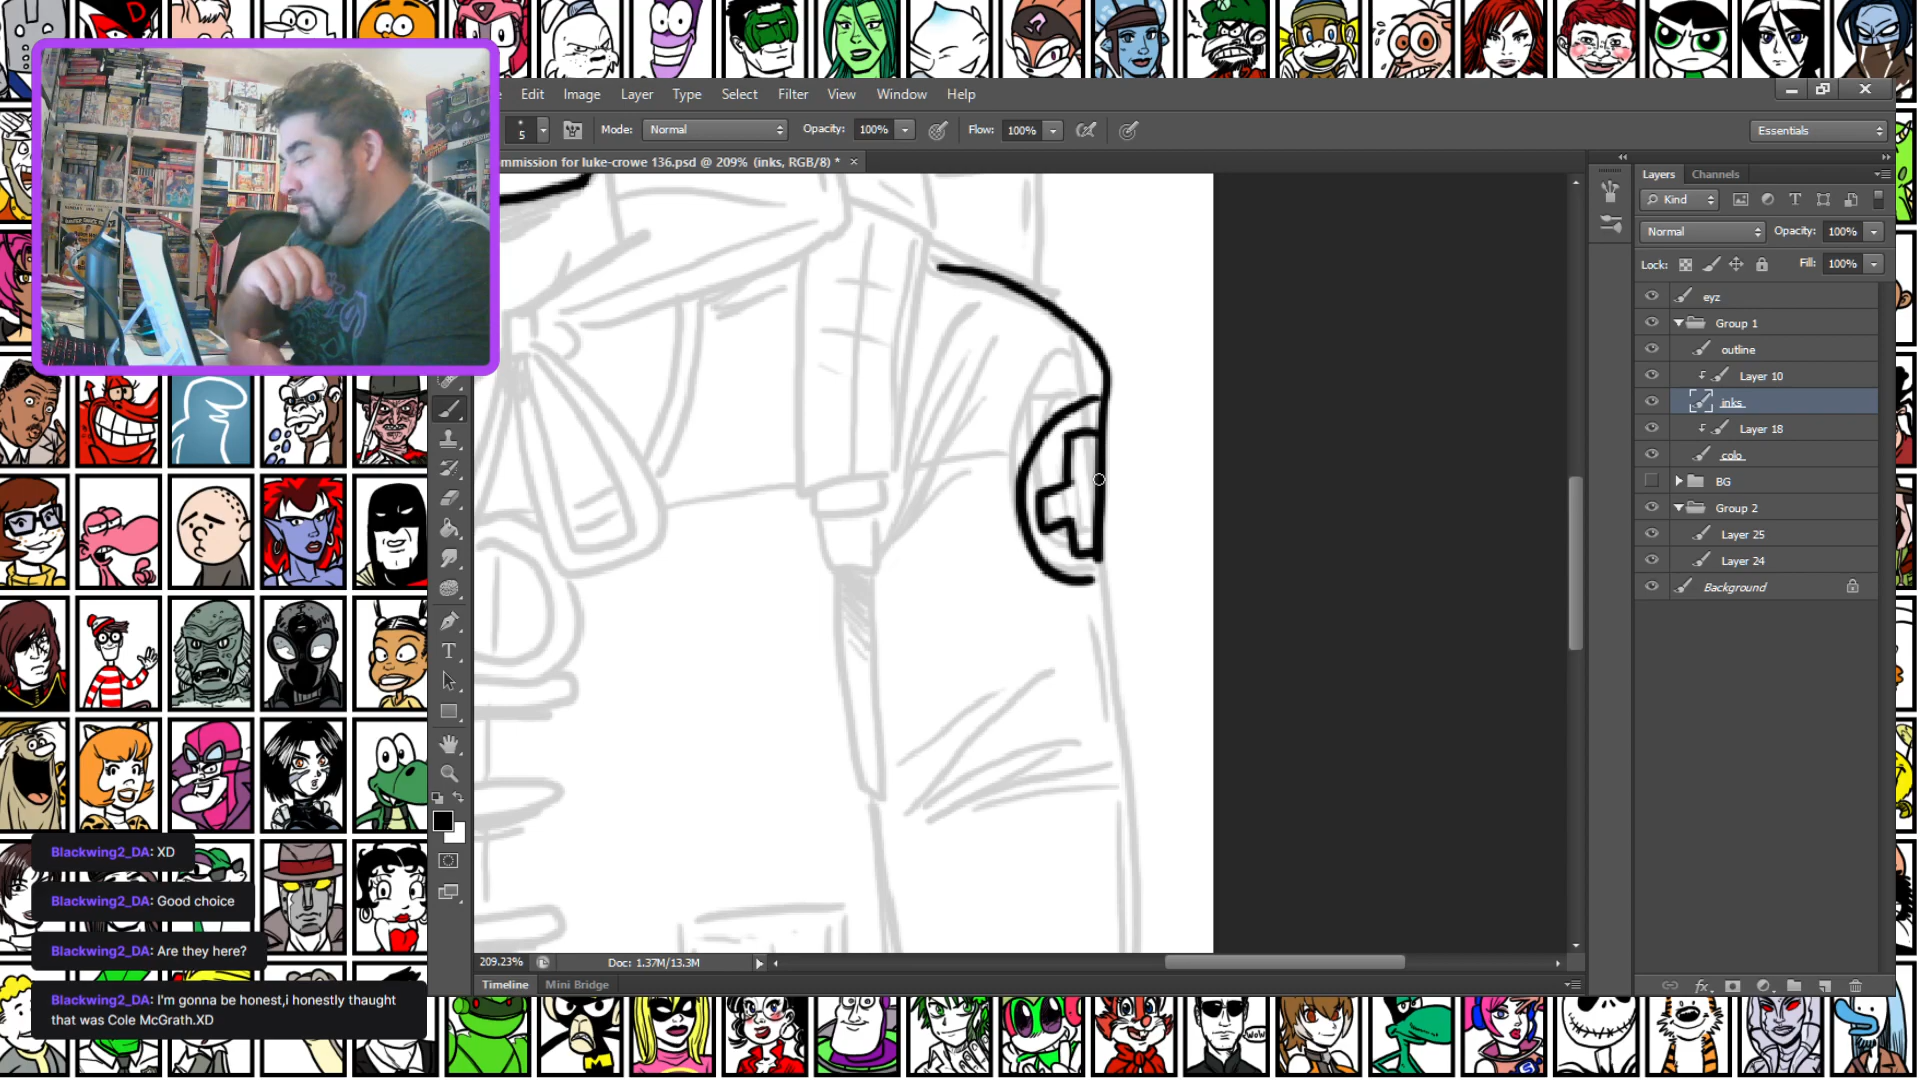 Edit Image Layer Type Select Filter View Window Help
5 Mode: Normal Opacity: 100% Flow: 100% Essentials
mmission for luke-crowe 136.psd @ 209% (inks, RGB/8) *
Layers Channels
Kind
Normal Opacity: 100%
Lock: Fill: 100%
eyz
Group 1
outline
Layer 10
inks
Layer 18
colo
BG
Group 2
Layer 25
Layer 24
Background
Blackwing2_DA: XD
Blackwing2_DA: Good choice
Blackwing2_DA: Are they here?
Blackwing2_DA: I'm gonna be honest,i honestly thaught
that was Cole McGrath.XD
209.23% Doc: 1.37M/13.3M
Timeline Mini Bridge
fx
WOW